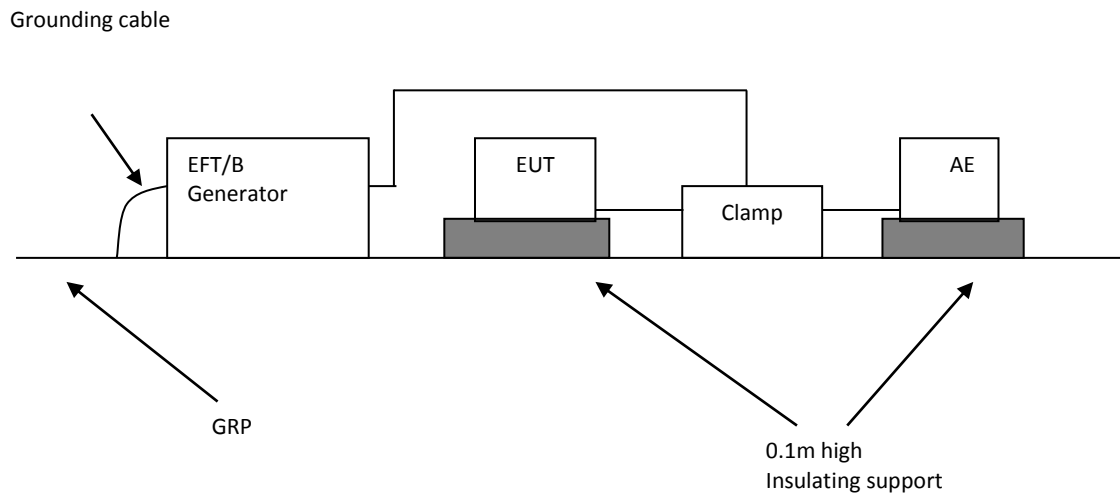 Grounding cable
EFT/B
Generator
EUT
Clamp
AE
GRP
0.1m high
Insulating support